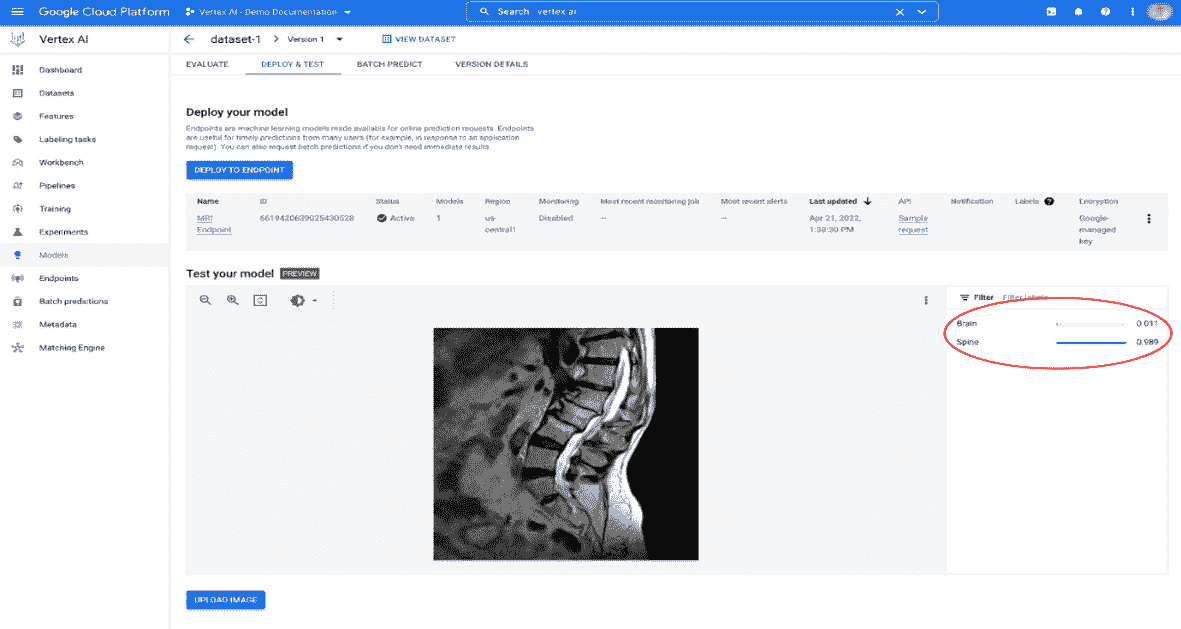 Google Cloud Platform
Vertex AI - Demo Documentation
Search vertex ai
Vertex AI
dataset-1 > Version 1
VIEW DATASET
EVALUATE
DEPLOY & TEST
BATCH PREDICT
VERSION DETAILS
Dashboard
Datasets
Features
Labeling tasks
Workbench
Pipelines
Training
Experiments
Models
Endpoints
Batch predictions
Metadata
Matching Engine
Deploy your model
Endpoints are machine learning models made available for online prediction requests. Endpoints
are useful for timely predictions from many users (for example, in response to an application
request). You can also request batch predictions if you don't need immediate results.
DEPLOY TO ENDPOINT
Name ID Status Models Region Monitoring Most recent monitoring job Most recent alerts Last updated API Notification Labels Encryption
MRI 6619420639025430528 Active 1 us- Disabled -- -- Apr 21, 2022, Sample Google-
Endpoint central1 1:38:30 PM request managed
key
Test your model PREVIEW
Filter Filter labels
Brain 0.011
Spine 0.989
UPLOAD IMAGE